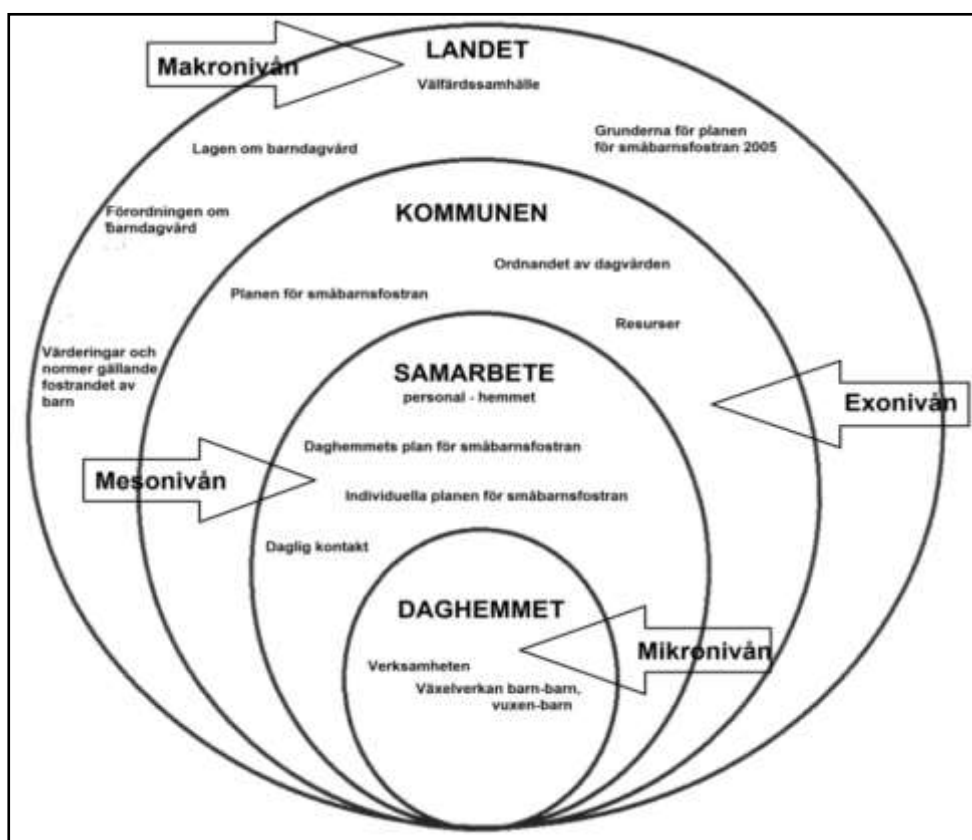 Makronivån
LANDET
Välfärdssamhälle
Lagen om barndagvård
Grunderna för planen
för småbarnsfostran 2005
Förordningen om
barndagvård
KOMMUNEN
Ordnandet av dagvården
Planen för småbarnsfostran
Resurser
Värderingar och
normer gällande
fostrandet av
barn
SAMARBETE
personal - hemmet
Exonivån
Daghemmets plan för småbarnsfostran
Mesonivån
Individuella planen för småbarnsfostran
Daglig kontakt
DAGHEMMET
Mikronivån
Verksamheten
Växelverkan barn-barn,
vuxen-barn